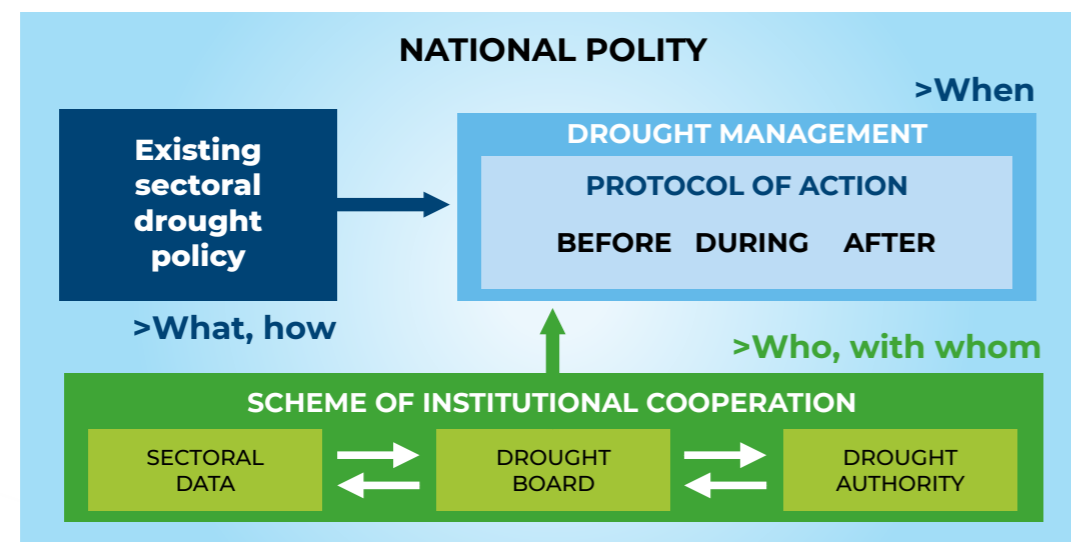 NATIONAL POLITY
>When
Existing
sectoral
drought
policy
>What, how
DROUGHT MANAGEMENT
PROTOCOL OF ACTION
BEFORE DURING AFTER
>Who, with whom
SCHEME OF INSTITUTIONAL COOPERATION
SECTORAL
DATA
DROUGHT
BOARD
DROUGHT
AUTHORITY